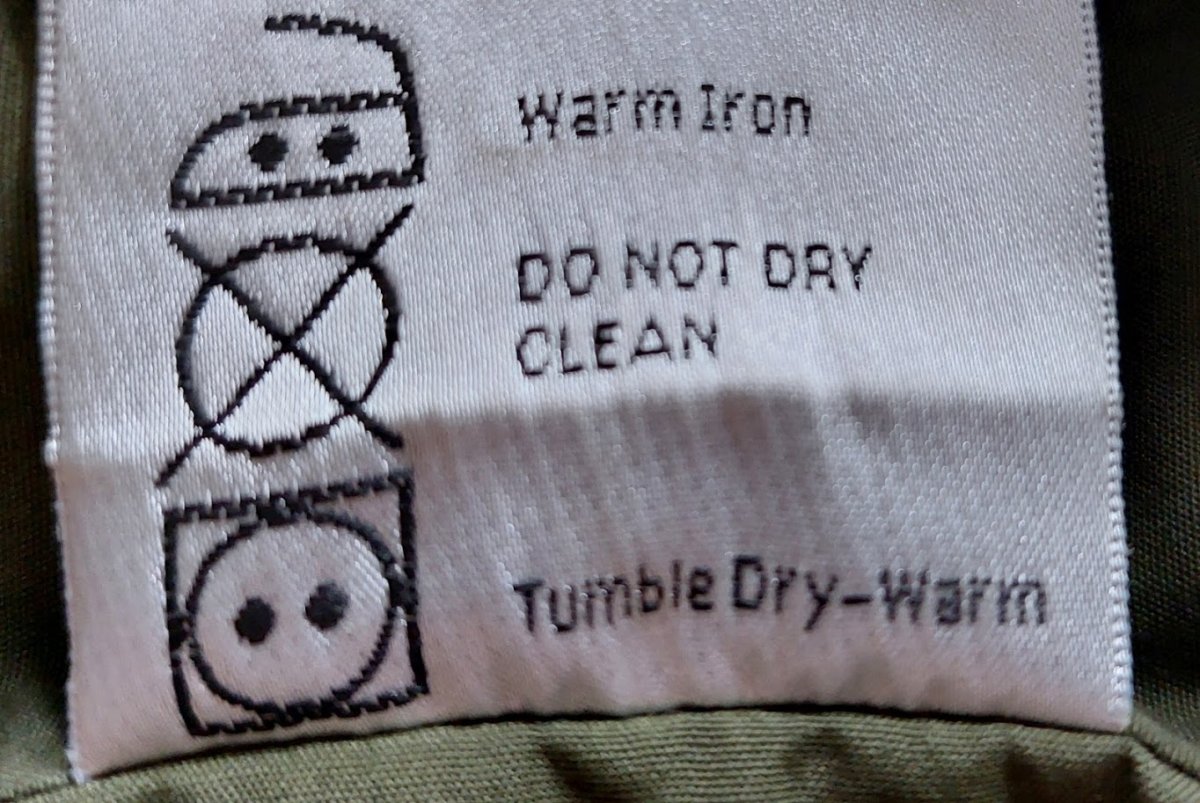 Warm Iron
DO NOT DRY
CLEAN
Tumble Dry-Warm